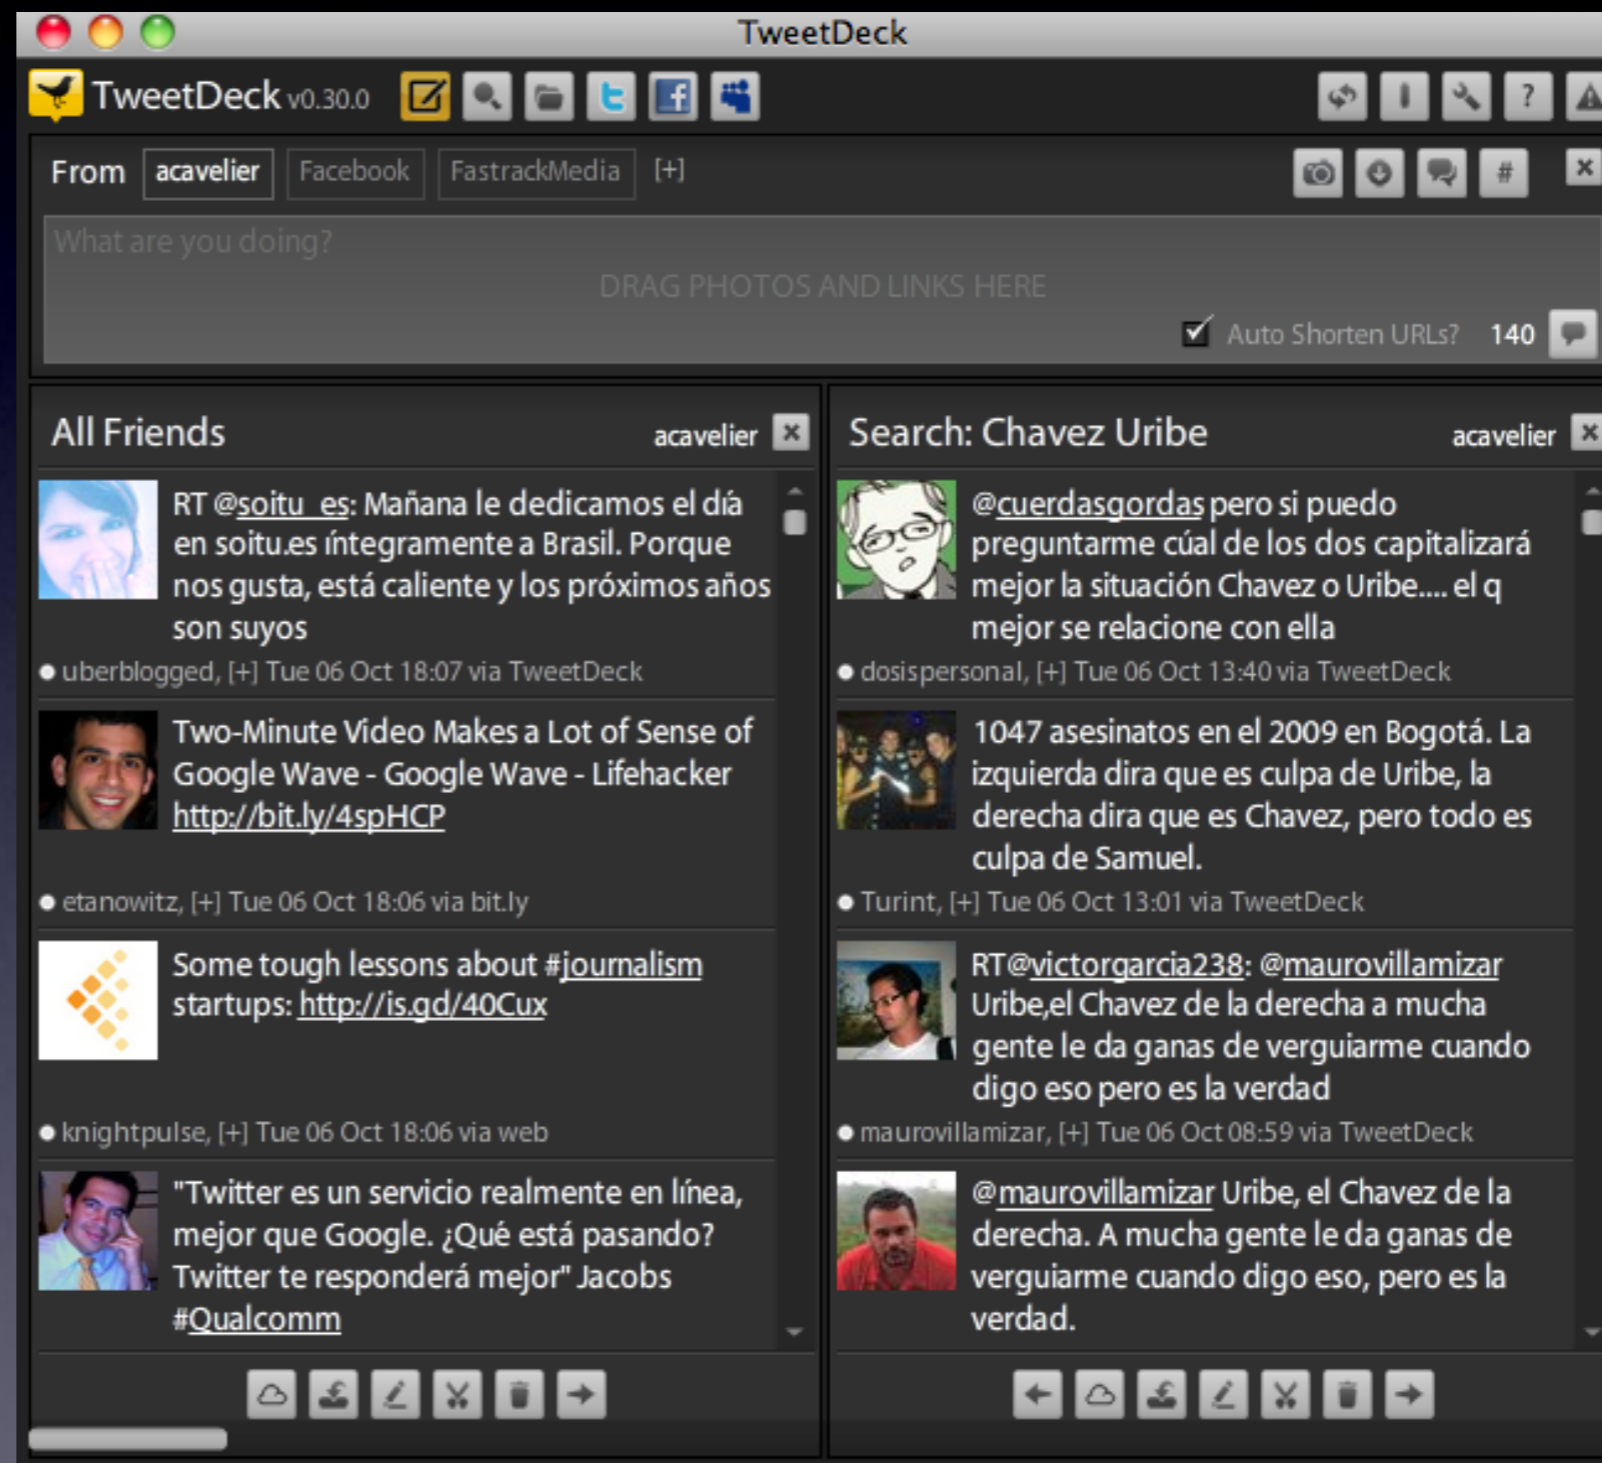 TweetDeck
TweetDeck v0.30.0
From acavelier Facebook FastrackMedia [+]
What are you doing?
DRAG PHOTOS AND LINKS HERE
Auto Shorten URLs? 140
All Friends acavelier
RT @soitu_es: Mañana le dedicamos el día
en soitu.es íntegramente a Brasil. Porque
nos gusta, está caliente y los próximos años
son suyos
uberblogged, [+] Tue 06 Oct 18:07 via TweetDeck
Two-Minute Video Makes a Lot of Sense of
Google Wave - Google Wave - Lifehacker
http://bit.ly/4spHCP
etanowitz, [+] Tue 06 Oct 18:06 via bit.ly
Some tough lessons about #journalism
startups: http://is.gd/40Cux
knightpulse, [+] Tue 06 Oct 18:06 via web
"Twitter es un servicio realmente en línea,
mejor que Google. ¿Qué está pasando?
Twitter te responderá mejor" Jacobs
#Qualcomm
Search: Chavez Uribe acavelier
@cuerdasgordas pero si puedo
preguntarme cúal de los dos capitalizará
mejor la situación Chavez o Uribe.... el q
mejor se relacione con ella
dosispersonal, [+] Tue 06 Oct 13:40 via TweetDeck
1047 asesinatos en el 2009 en Bogotá. La
izquierda dira que es culpa de Uribe, la
derecha dira que es Chavez, pero todo es
culpa de Samuel.
Turint, [+] Tue 06 Oct 13:01 via TweetDeck
RT@victorgarcia238: @maurovillamizar
Uribe,el Chavez de la derecha a mucha
gente le da ganas de verguiarme cuando
digo eso pero es la verdad
maurovillamizar, [+] Tue 06 Oct 08:59 via TweetDeck
@maurovillamizar Uribe, el Chavez de la
derecha. A mucha gente le da ganas de
verguiarme cuando digo eso, pero es la
verdad.